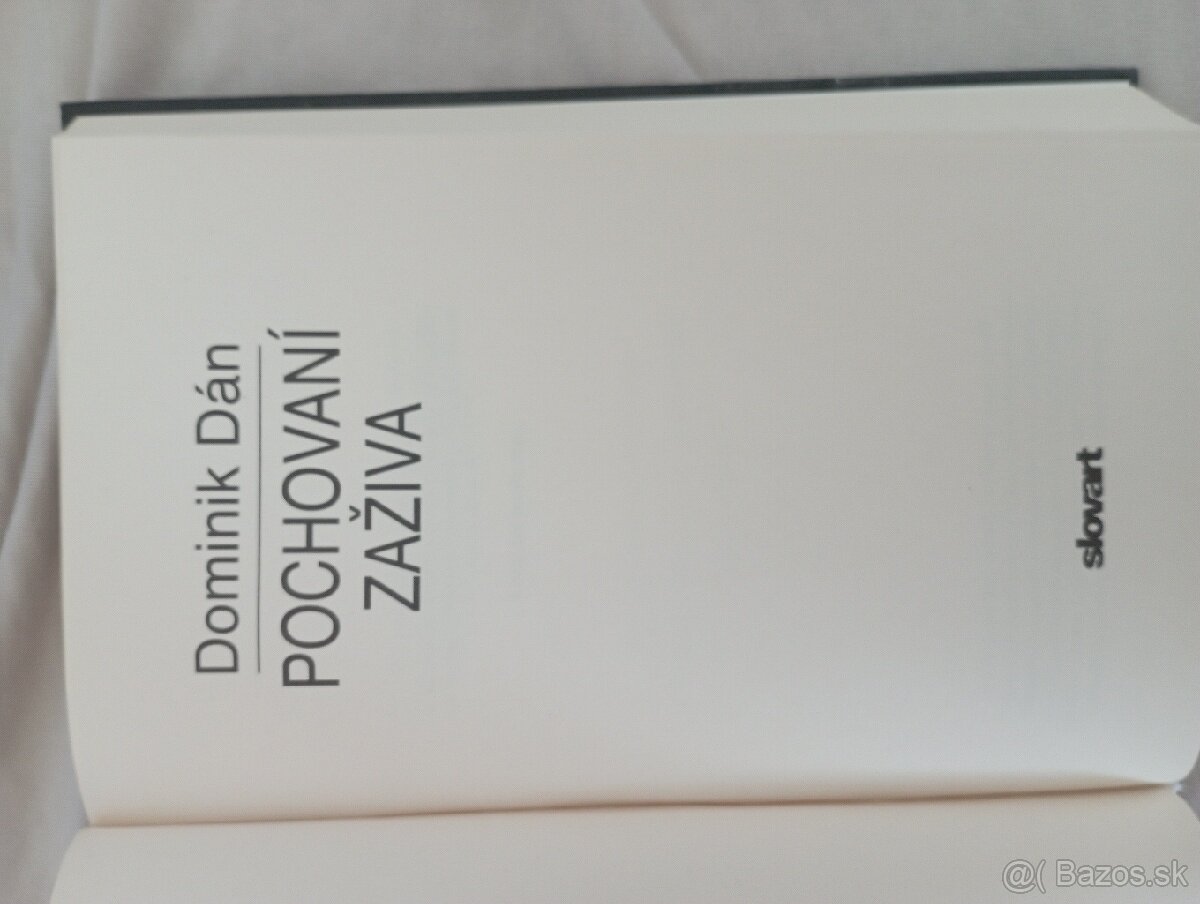 Dominik Dán
POCHOVANÍ
ZAŽIVA
slovart
@( Bazos.sk